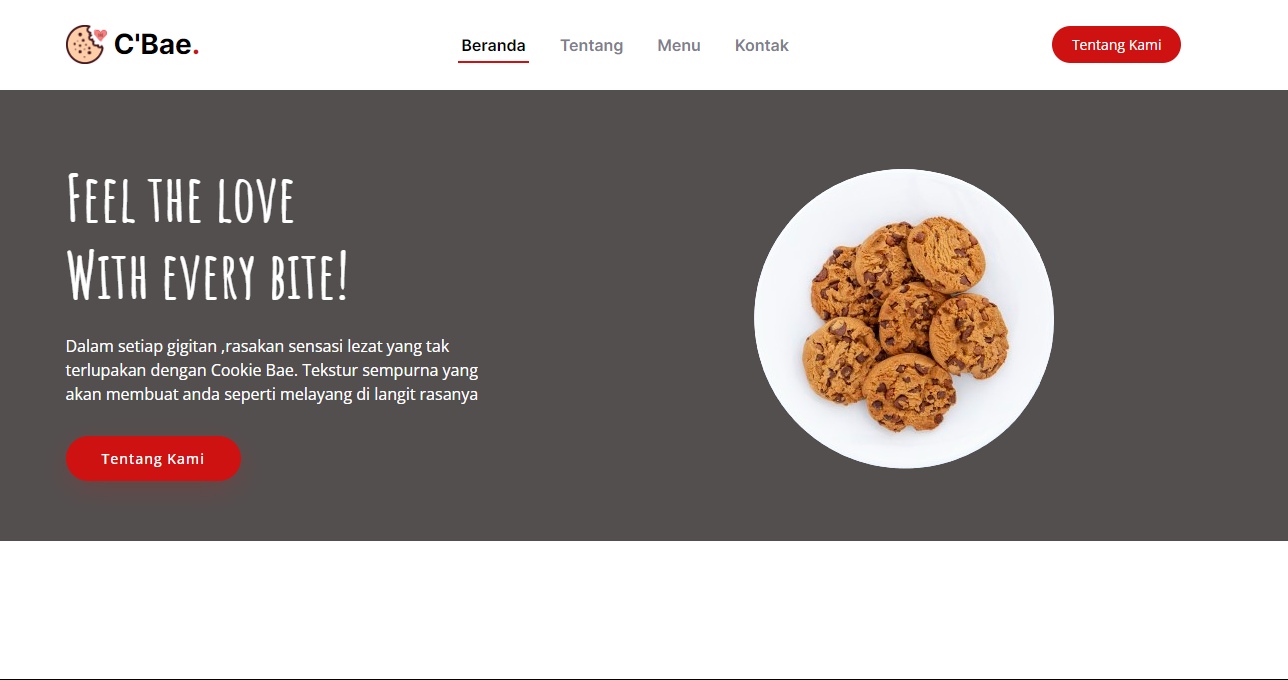 C'Bae.
Beranda Tentang Menu Kontak
Tentang Kami
Feel the love
With every bite!
Dalam setiap gigitan ,rasakan sensasi lezat yang tak
terlupakan dengan Cookie Bae. Tekstur sempurna yang
akan membuat anda seperti melayang di langit rasanya
Tentang Kami